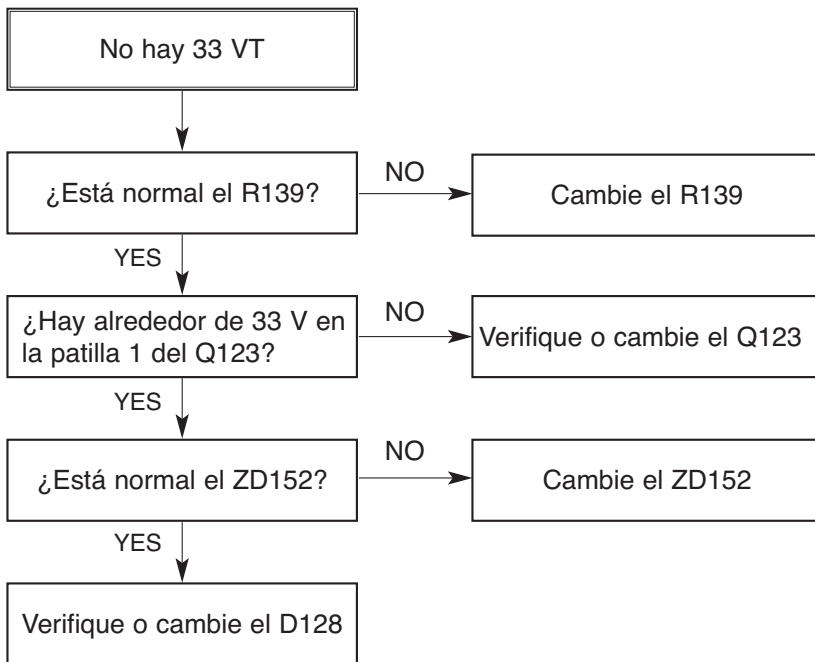 No hay 33 VT
¿Está normal el R139?
NO
Cambie el R139
YES
¿Hay alrededor de 33 V en
la patilla 1 del Q123?
NO
Verifique o cambie el Q123
YES
¿Está normal el ZD152?
NO
Cambie el ZD152
YES
Verifique o cambie el D128